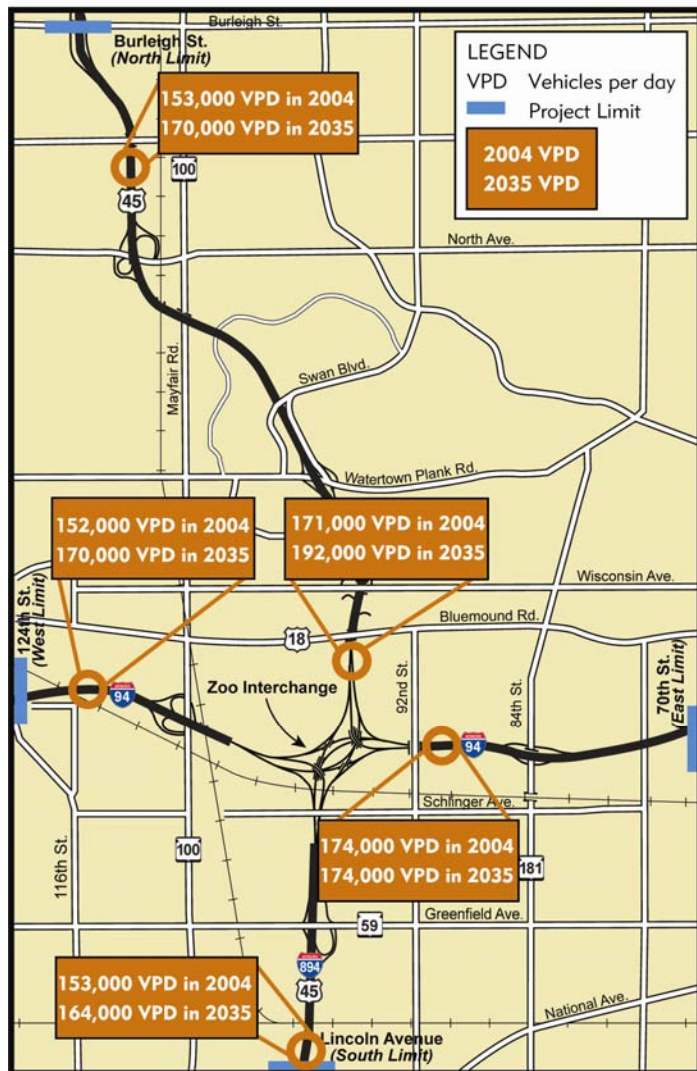 Burleigh St.
Burleigh St.
(North Limit)
LEGEND
VPD Vehicles per day
Project Limit
2004 VPD
2035 VPD
153,000 VPD in 2004
170,000 VPD in 2035
100
45
North Ave.
Mayfair Rd.
Swan Blvd.
Watertown Plank Rd.
152,000 VPD in 2004
170,000 VPD in 2035
171,000 VPD in 2004
192,000 VPD in 2035
Wisconsin Ave.
124th St.
(West Limit)
Bluemound Rd.
18
Zoo Interchange
92nd St.
84th St.
70th St.
(East Limit)
94
94
Schlinger Ave.
116th St.
100
174,000 VPD in 2004
174,000 VPD in 2035
181
Greenfield Ave.
59
894
45
153,000 VPD in 2004
164,000 VPD in 2035
National Ave.
Lincoln Avenue
(South Limit)